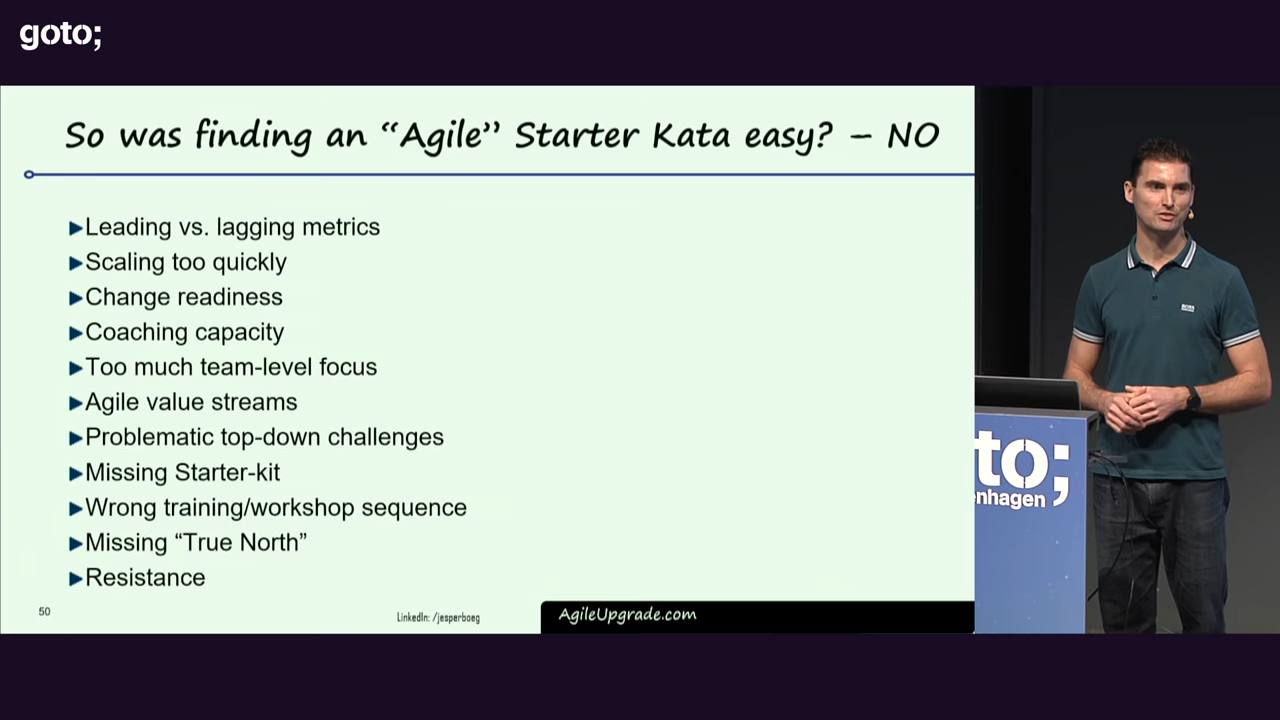 goto;
So was finding an “Agile” Starter Kata easy? – NO
Leading vs. lagging metrics
Scaling too quickly
Change readiness
Coaching capacity
Too much team-level focus
Agile value streams
Problematic top-down challenges
Missing Starter-kit
Wrong training/workshop sequence
Missing “True North”
Resistance
50
LinkedIn: /jesperboeg
AgileUpgrade.com
BOSS
to;
nhagen